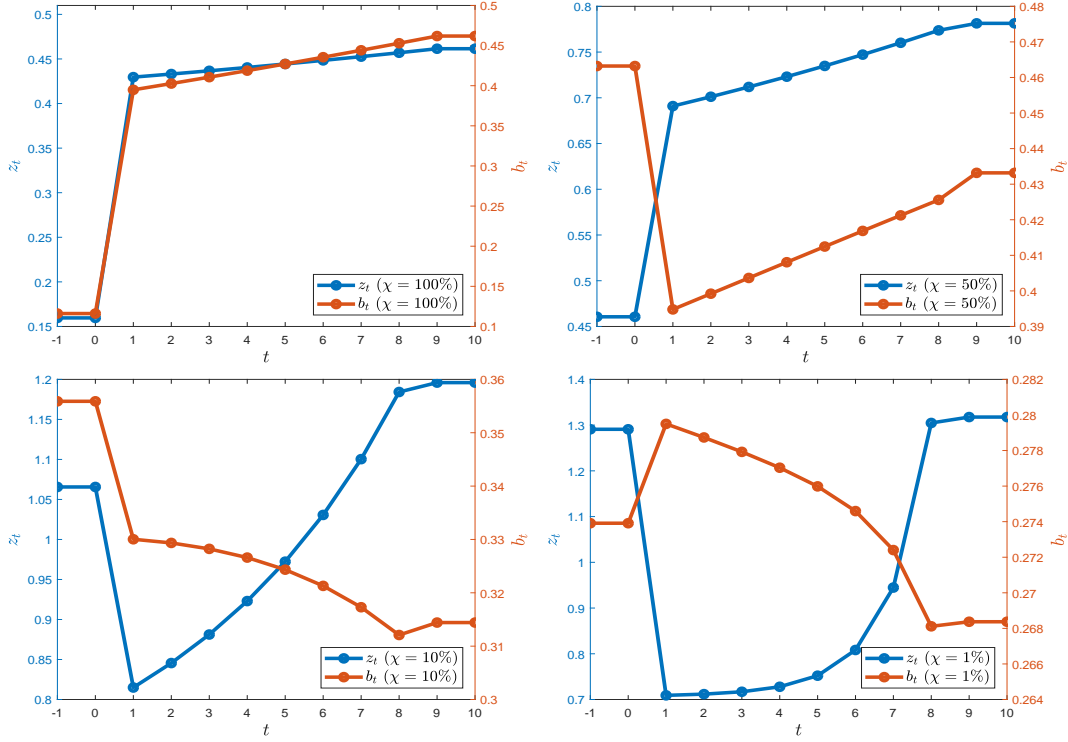 0.5
0.45
0.4
0.35
0.3
0.25
0.2
0.15
z_t
0.5
0.45
0.4
0.35
0.3
0.25
0.2
0.15
0.1
b_t
z_t (χ = 100%)
b_t (χ = 100%)
-1 0 1 2 3 4 5 6 7 8 9 10
t
0.8
0.75
0.7
0.65
0.6
0.55
0.5
0.45
z_t
0.48
0.47
0.46
0.45
0.44
0.43
0.42
0.41
0.4
0.39
b_t
z_t (χ = 50%)
b_t (χ = 50%)
-1 0 1 2 3 4 5 6 7 8 9 10
t
1.2
1.15
1.1
1.05
1
0.95
0.9
0.85
0.8
z_t
0.36
0.35
0.34
0.33
0.32
0.31
0.3
b_t
z_t (χ = 10%)
b_t (χ = 10%)
-1 0 1 2 3 4 5 6 7 8 9 10
t
1.4
1.3
1.2
1.1
1
0.9
0.8
0.7
z_t
0.282
0.28
0.278
0.276
0.274
0.272
0.27
0.268
0.266
0.264
b_t
z_t (χ = 1%)
b_t (χ = 1%)
-1 0 1 2 3 4 5 6 7 8 9 10
t